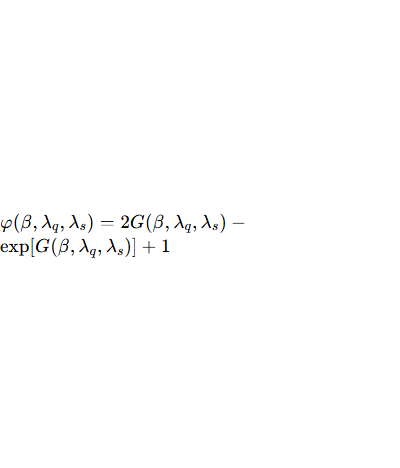 φ(β, λ_q, λ_s) = 2G(β, λ_q, λ_s) −
exp[G(β, λ_q, λ_s)] + 1